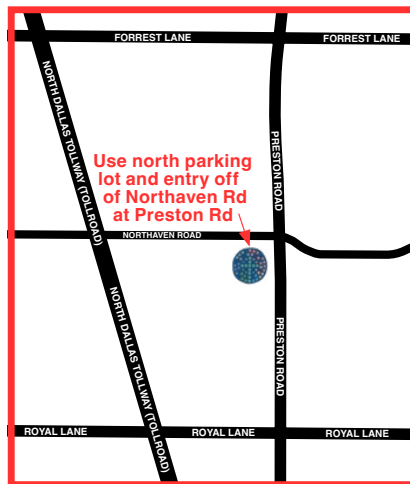 FORREST LANE
FORREST LANE
NORTH DALLAS TOLLWAY (TOLLROAD)
PRESTON ROAD
Use north parking
lot and entry off
of Northaven Rd
at Preston Rd
NORTHAVEN ROAD
NORTH DALLAS TOLLWAY (TOLLROAD)
PRESTON ROAD
ROYAL LANE
ROYAL LANE
ROYAL LANE